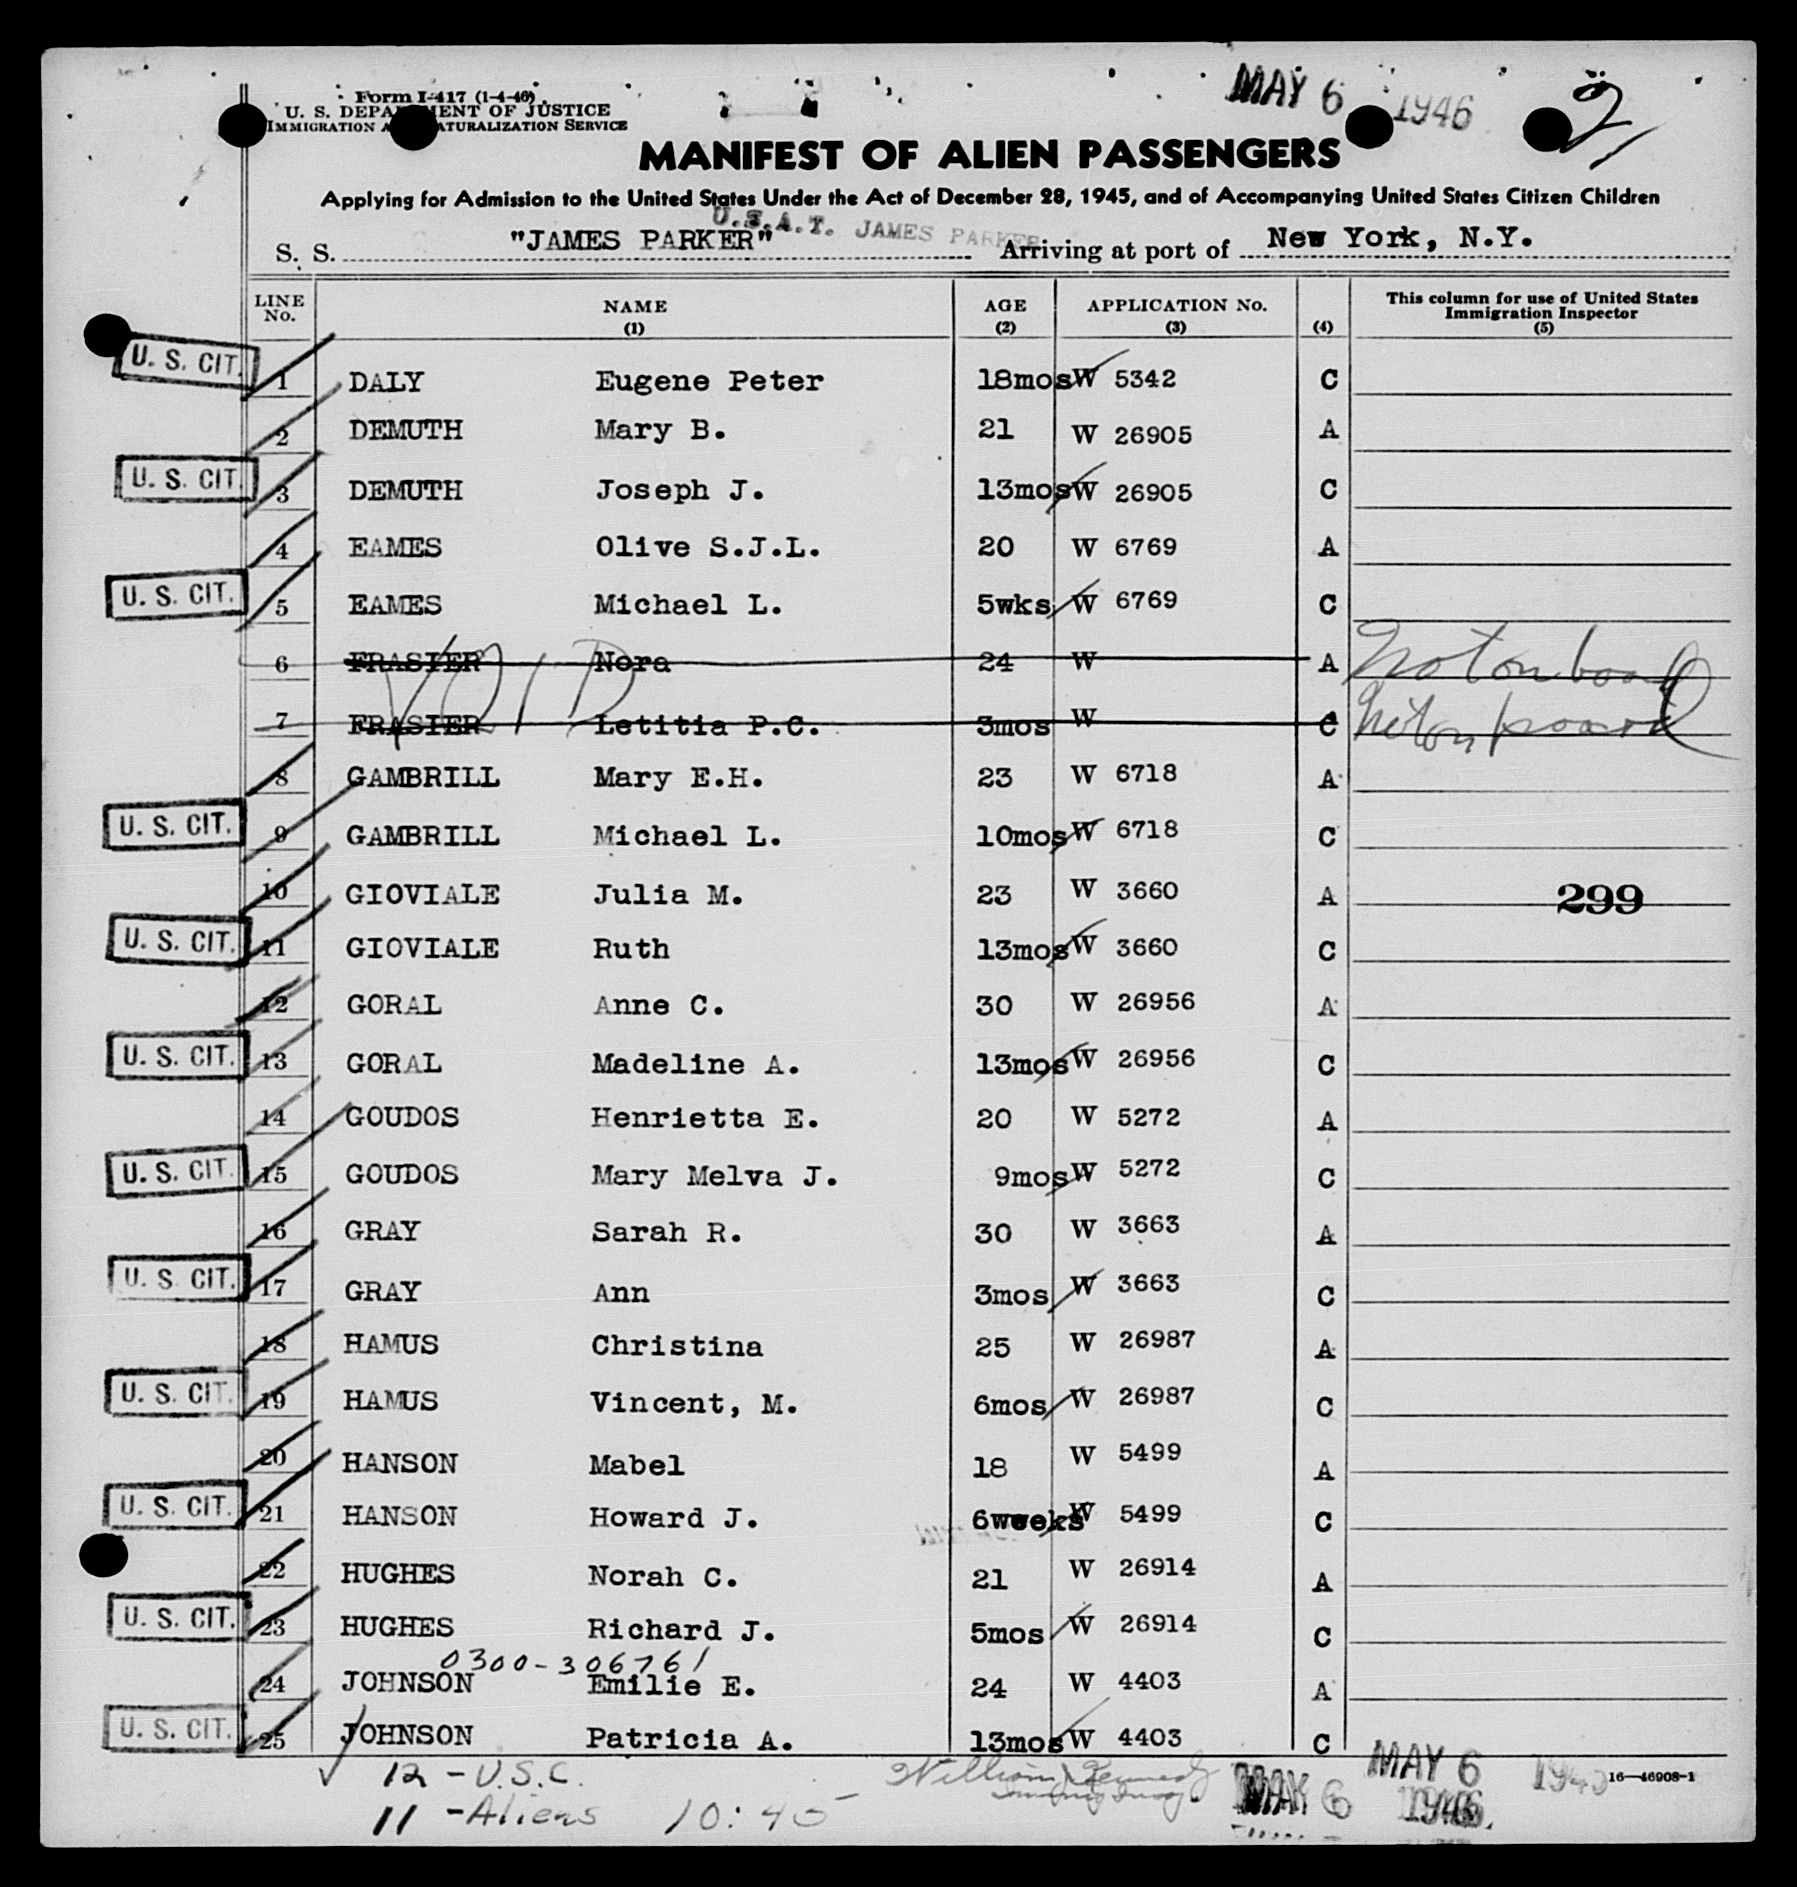 Form I-417 (1-4-46)
U. S. DEPARTMENT OF JUSTICE
IMMIGRATION AND NATURALIZATION SERVICE
MAY 6 1946
2
MANIFEST OF ALIEN PASSENGERS
Applying for Admission to the United States Under the Act of December 28, 1945, and of Accompanying United States Citizen Children
U.S.A.T. JAMES PARKER
S. S. "JAMES PARKER" Arriving at port of New York, N.Y.
LINE No. NAME (1) AGE (2) APPLICATION No. (3) (4) This column for use of United States Immigration Inspector (5)
U. S. CIT. 1 DALY Eugene Peter 18mos W 5342 C
2 DEMUTH Mary B. 21 W 26905 A
U. S. CIT. 3 DEMUTH Joseph J. 13mos W 26905 C
4 EAMES Olive S.J.L. 20 W 6769 A
U. S. CIT. 5 EAMES Michael L. 5wks W 6769 C
6 FRASIER Nora 24 W A Not on board
VOID
7 FRASIER Letitia P.C. 3mos W C Not on board
8 GAMBRILL Mary E.H. 23 W 6718 A
U. S. CIT. 9 GAMBRILL Michael L. 10mos W 6718 C
10 GIOVIALE Julia M. 23 W 3660 A 299
U. S. CIT. 11 GIOVIALE Ruth 13mos W 3660 C
12 GORAL Anne C. 30 W 26956 A
U. S. CIT. 13 GORAL Madeline A. 13mos W 26956 C
14 GOUDOS Henrietta E. 20 W 5272 A
U. S. CIT. 15 GOUDOS Mary Melva J. 9mos W 5272 C
16 GRAY Sarah R. 30 W 3663 A
U. S. CIT. 17 GRAY Ann 3mos W 3663 C
18 HAMUS Christina 25 W 26987 A
U. S. CIT. 19 HAMUS Vincent, M. 6mos W 26987 C
20 HANSON Mabel 18 W 5499 A
U. S. CIT. 21 HANSON Howard J. 6weeks W 5499 C
22 HUGHES Norah C. 21 W 26914 A
U. S. CIT. 23 HUGHES Richard J. 5mos W 26914 C
0300-306761
24 JOHNSON Emilie E. 24 W 4403 A
U. S. CIT. 25 JOHNSON Patricia A. 13mos W 4403 C
✓ 12 - U.S.C. William Kennedy MAY 6 1946 16—46908-1
11 - Aliens 10:45 MAY 6 1946